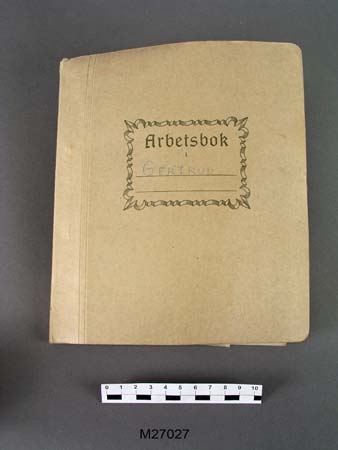 Arbetsbok
i
GERTRUD
0 1 2 3 4 5 6 7 8 9 10
M27027